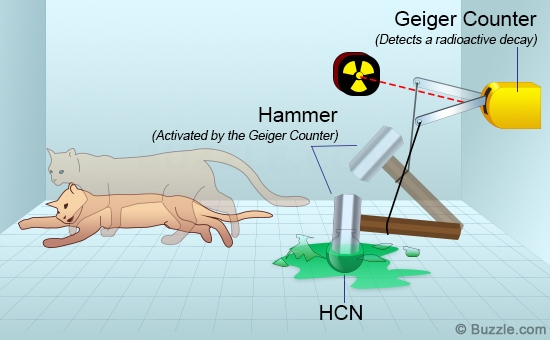 Geiger Counter
(Detects a radioactive decay)
Hammer
(Activated by the Geiger Counter)
HCN
© Buzzle.com